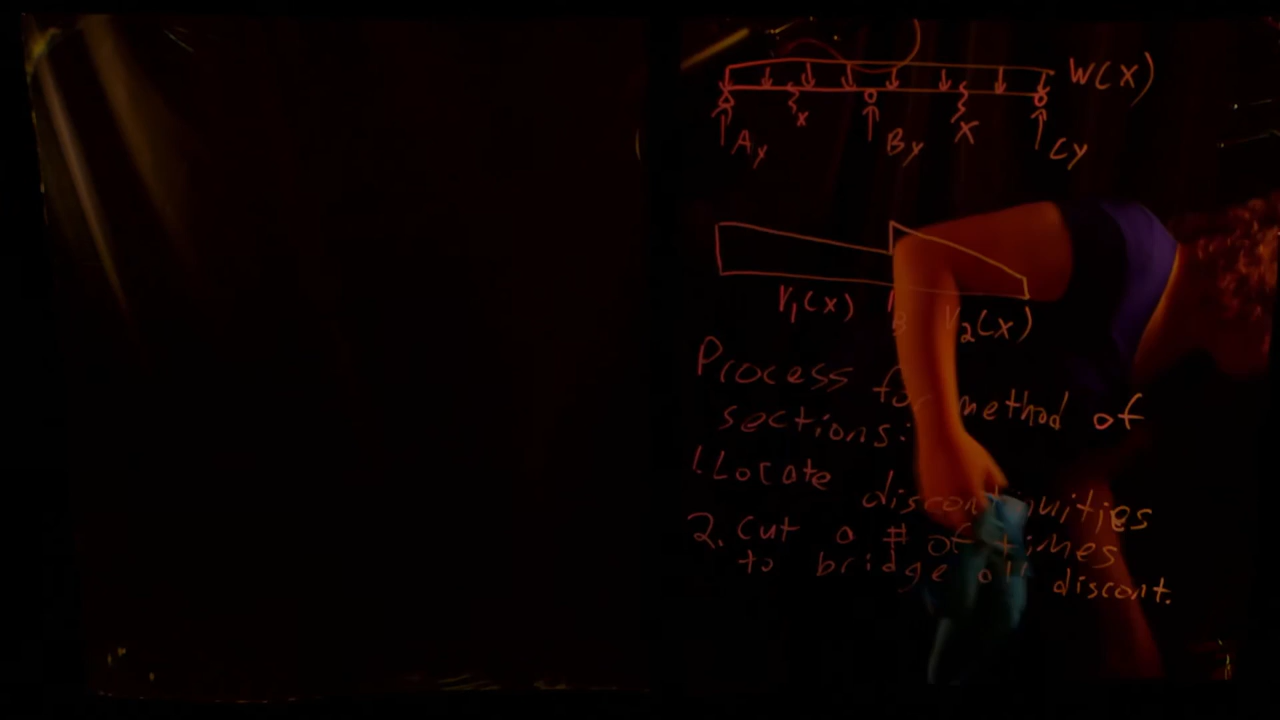 W(X)
x
X
Ay
By
Cy
V1(x)
B
V2(x)
Process for method of
sections:
1. Locate discontinuities
2. Cut a # of times
to bridge all discont.